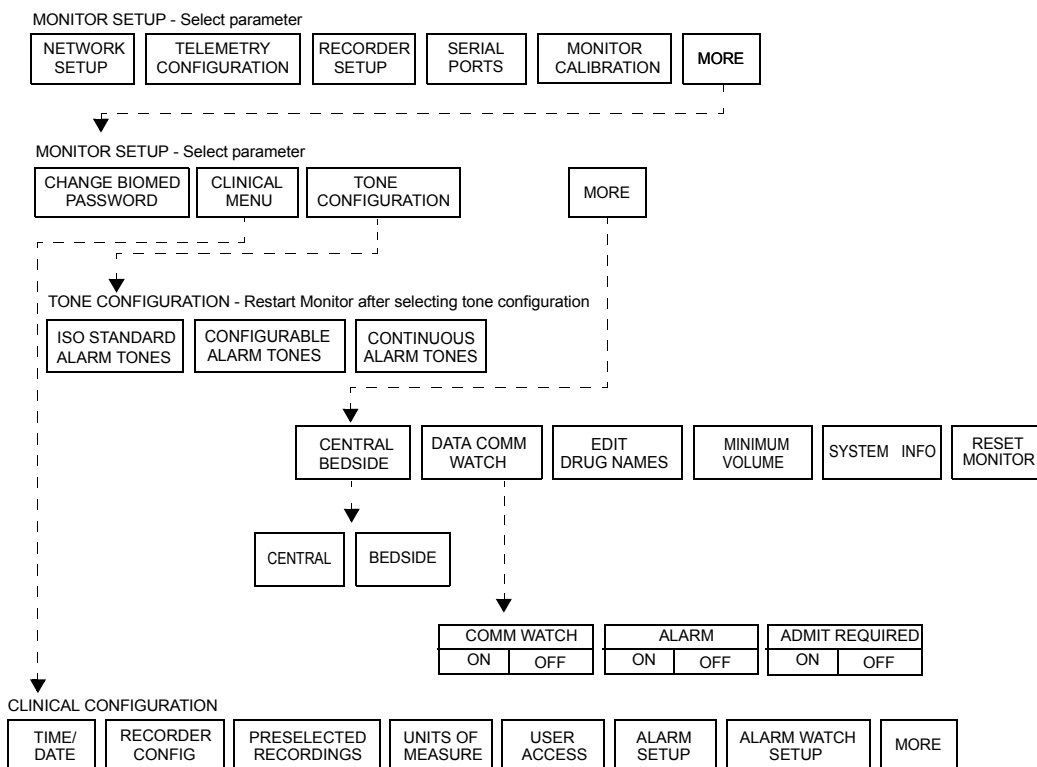 MONITOR SETUP - Select parameter
NETWORK
SETUP
TELEMETRY
CONFIGURATION
RECORDER
SETUP
SERIAL
PORTS
MONITOR
CALIBRATION
MORE
MONITOR SETUP - Select parameter
CHANGE BIOMED
PASSWORD
CLINICAL
MENU
TONE
CONFIGURATION
MORE
TONE CONFIGURATION - Restart Monitor after selecting tone configuration
ISO STANDARD
ALARM TONES
CONFIGURABLE
ALARM TONES
CONTINUOUS
ALARM TONES
CENTRAL
BEDSIDE
DATA COMM
WATCH
EDIT
DRUG NAMES
MINIMUM
VOLUME
SYSTEM INFO
RESET
MONITOR
CENTRAL
BEDSIDE
COMM WATCH
ON OFF
ALARM
ON OFF
ADMIT REQUIRED
ON OFF
CLINICAL CONFIGURATION
TIME/
DATE
RECORDER
CONFIG
PRESELECTED
RECORDINGS
UNITS OF
MEASURE
USER
ACCESS
ALARM
SETUP
ALARM WATCH
SETUP
MORE